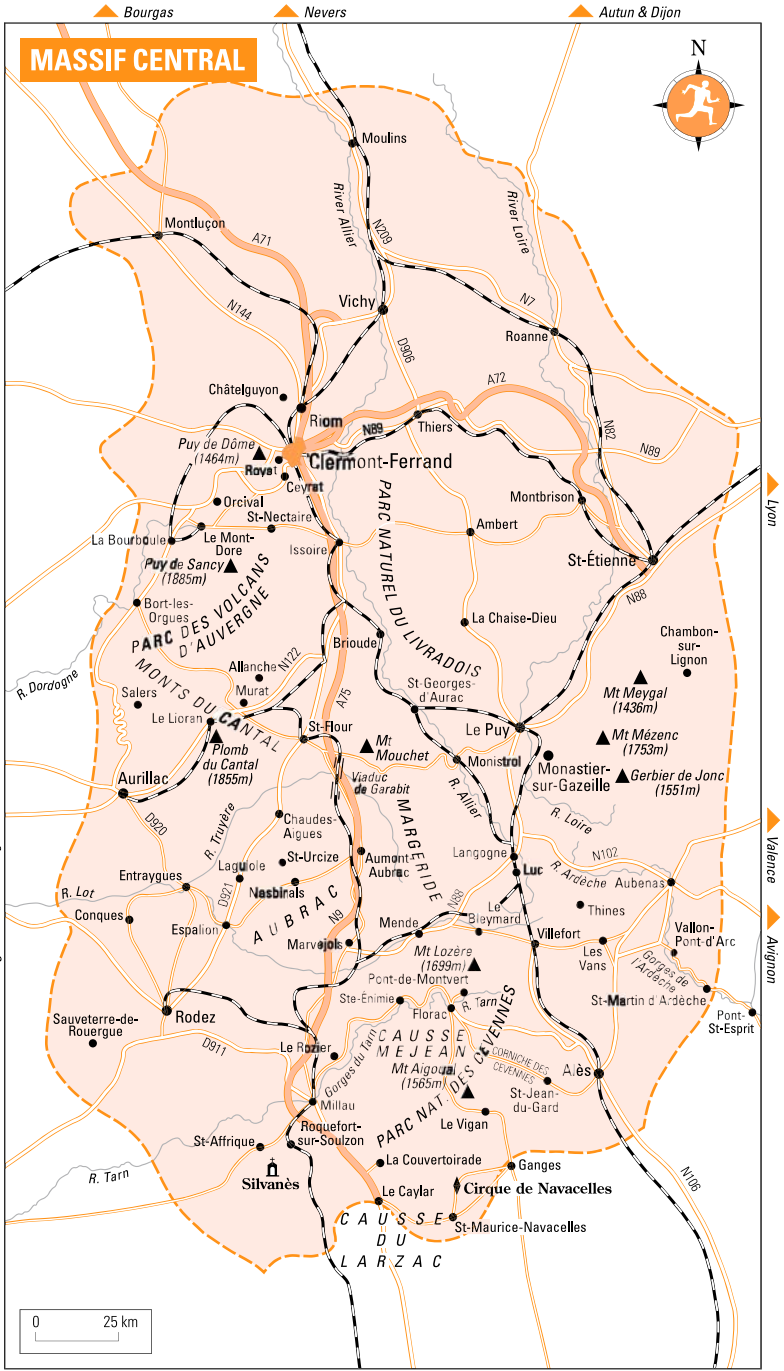 Bourgas
Nevers
Autun & Dijon
MASSIF CENTRAL
N
Moulins
River Allier
River Loire
Montluçon
A71
N209
N144
Vichy
N7
Roanne
D906
A72
Châtelguyon
Riom
Thiers
N89
N82
N89
Puy de Dôme
(1464m)
Royat
Clermont-Ferrand
Ceyrat
Orcival
Montbrison
Lyon
St-Nectaire
Ambert
La Bourboule
Le Mont-
Dore
Issoire
PARC NATUREL DU LIVRADOIS
St-Étienne
Puy de Sancy
(1885m)
N88
Bort-les-
Orgues
PARC DES VOLCANS
D'AUVERGNE
La Chaise-Dieu
Brioude
Chambon-
sur-
Lignon
MONTS DU CANTAL
N122
Allanche
R. Dordogne
Salers
Murat
A75
St-Georges-
d'Aurac
Mt Meygal
(1436m)
Le Lioran
St-Flour
Le Puy
Mt
Mouchet
Mt Mézenc
(1753m)
Plomb
du Cantal
(1855m)
Monistrol
Monastier-
sur-Gazeille
Gerbier de Jonc
(1551m)
Viaduc
de Garabit
Aurillac
R. Allier
R. Loire
D920
R. Truyère
Chaudes-
Aigues
MARGERIDE
Valence
Langogne
N102
Laguiole
St-Urcize
Aumont
Aubrac
Luc
R. Ardèche
Entraygues
Aubenas
R. Lot
D921
Nasbinals
N88
Le
Bleymard
Thines
Conques
AUBRAC
Espalion
N9
Mende
Villefort
Vallon-
Pont-d'Arc
Avignon
Marvejols
Mt Lozère
(1699m)
Les
Vans
Gorges de
l'Ardèche
Pont-de-Montvert
Ste-Énimie
R. Tarn
St-Martin d'Ardèche
Rodez
Florac
Pont-
St-Esprit
Sauveterre-de-
Rouergue
D911
Le Rozier
Gorges du Tarn
CAUSSE
MEJEAN
CORNICHE DES
CEVENNES
Mt Aigoual
(1565m)
PARC NAT. DES CEVENNES
Alès
St-Jean-
du-Gard
Millau
Le Vigan
St-Affrique
Roquefort-
sur-Soulzon
R. Tarn
Silvanès
La Couvertoirade
Ganges
N106
Le Caylar
Cirque de Navacelles
CAUSSE
DU
LARZAC
St-Maurice-Navacelles
0
25 km